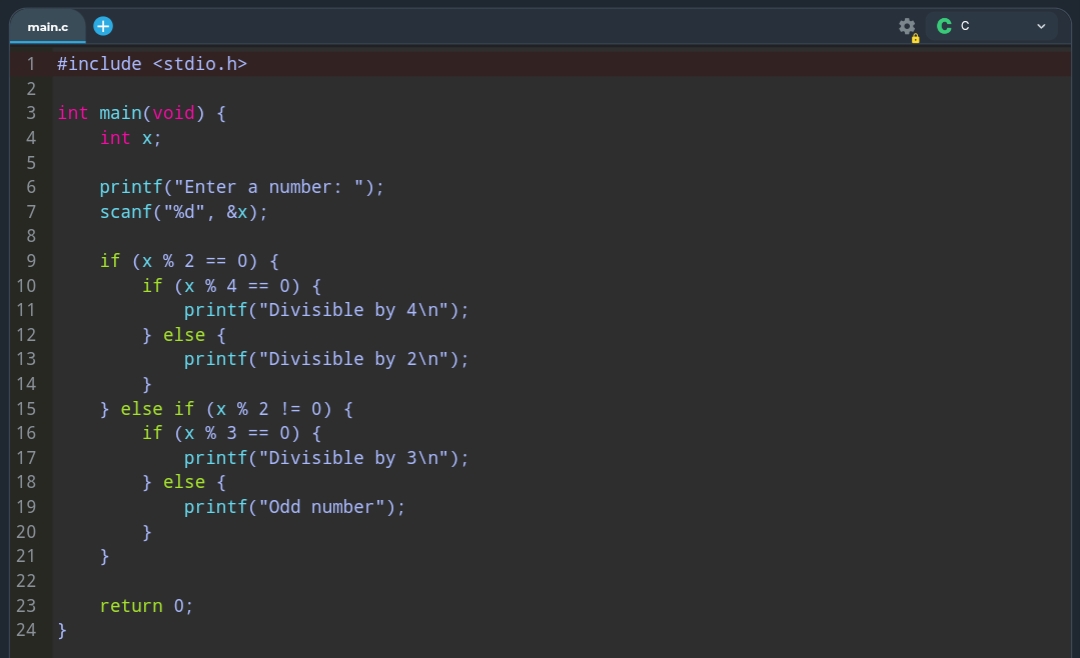 main.c
C
1 #include <stdio.h>
2
3 int main(void) {
4     int x;
5
6     printf("Enter a number: ");
7     scanf("%d", &x);
8
9     if (x % 2 == 0) {
10         if (x % 4 == 0) {
11             printf("Divisible by 4\n");
12         } else {
13             printf("Divisible by 2\n");
14         }
15     } else if (x % 2 != 0) {
16         if (x % 3 == 0) {
17             printf("Divisible by 3\n");
18         } else {
19             printf("Odd number");
20         }
21     }
22
23     return 0;
24 }